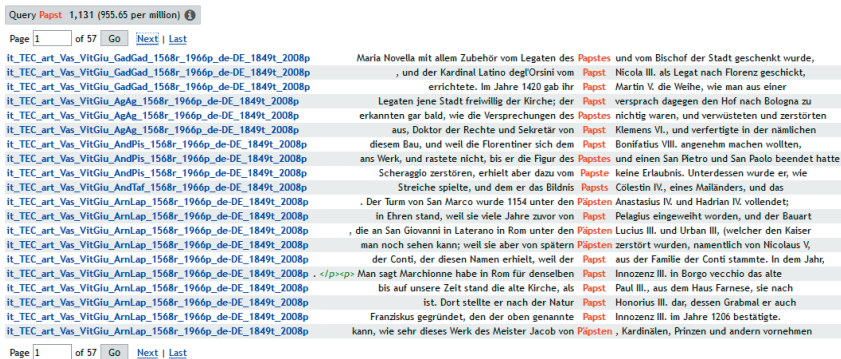 Query Papst 1,131 (955.65 per million)
Page 1 of 57 Go Next | Last
it_TEC_art_Vas_VitGiu_GadGad_1568r_1966p_de-DE_1849t_2008p Maria Novella mit allem Zubehör vom Legaten des Papstes und vom Bischof der Stadt geschenkt wurde,
it_TEC_art_Vas_VitGiu_GadGad_1568r_1966p_de-DE_1849t_2008p , und der Kardinal Latino degl'Orsini vom Papst Nicola III. als Legat nach Florenz geschickt,
it_TEC_art_Vas_VitGiu_GadGad_1568r_1966p_de-DE_1849t_2008p errichtete. Im Jahre 1420 gab ihr Papst Martin V. die Weihe, wie man aus einer
it_TEC_art_Vas_VitGiu_AgAg_1568r_1966p_de-DE_1849t_2008p Legaten jene Stadt freiwillig der Kirche; der Papst versprach dagegen den Hof nach Bologna zu
it_TEC_art_Vas_VitGiu_AgAg_1568r_1966p_de-DE_1849t_2008p erkannten gar bald, wie die Versprechungen des Papstes nichtig waren, und verwüsteten und zerstörten
it_TEC_art_Vas_VitGiu_AgAg_1568r_1966p_de-DE_1849t_2008p aus, Doktor der Rechte und Sekretär von Papst Klemens VI., und verfertigte in der nämlichen
it_TEC_art_Vas_VitGiu_AndPis_1568r_1966p_de-DE_1849t_2008p diesem Bau, und weil die Florentiner sich dem Papst Bonifatius VIII. angenehm machen wollten,
it_TEC_art_Vas_VitGiu_AndPis_1568r_1966p_de-DE_1849t_2008p ans Werk, und rastete nicht, bis er die Figur des Papstes und einen San Pietro und San Paolo beendet hatte
it_TEC_art_Vas_VitGiu_AndPis_1568r_1966p_de-DE_1849t_2008p Scheraggio zerstören, erhielt aber dazu vom Papste keine Erlaubnis. Unterdessen wurde er, wie
it_TEC_art_Vas_VitGiu_AndTaf_1568r_1966p_de-DE_1849t_2008p Streiche spielte, und dem er das Bildnis Papsts Cölestin IV., eines Mailänders, und das
it_TEC_art_Vas_VitGiu_ArnLap_1568r_1966p_de-DE_1849t_2008p . Der Turm von San Marco wurde 1154 unter den Päpsten Anastasius IV. und Hadrian IV. vollendet;
it_TEC_art_Vas_VitGiu_ArnLap_1568r_1966p_de-DE_1849t_2008p in Ehren stand, weil sie viele Jahre zuvor von Papst Pelagius eingeweiht worden, und der Bauart
it_TEC_art_Vas_VitGiu_ArnLap_1568r_1966p_de-DE_1849t_2008p , die an San Giovanni in Laterano in Rom unter den Päpsten Lucius III. und Urban III, (welcher den Kaiser
it_TEC_art_Vas_VitGiu_ArnLap_1568r_1966p_de-DE_1849t_2008p man noch sehen kann; weil sie aber von spätern Päpsten zerstört wurden, namentlich von Nicolaus V,
it_TEC_art_Vas_VitGiu_ArnLap_1568r_1966p_de-DE_1849t_2008p der Conti, der diesen Namen erhielt, weil der Papst aus der Familie der Conti stammte. In dem Jahr,
it_TEC_art_Vas_VitGiu_ArnLap_1568r_1966p_de-DE_1849t_2008p . </p><p> Man sagt Marchionne habe in Rom für denselben Papst Innozenz III. in Borgo vecchio das alte
it_TEC_art_Vas_VitGiu_ArnLap_1568r_1966p_de-DE_1849t_2008p bis auf unsere Zeit stand die alte Kirche, als Papst Paul III., aus dem Haus Farnese, sie nach
it_TEC_art_Vas_VitGiu_ArnLap_1568r_1966p_de-DE_1849t_2008p ist. Dort stellte er nach der Natur Papst Honorius III. dar, dessen Grabmal er auch
it_TEC_art_Vas_VitGiu_ArnLap_1568r_1966p_de-DE_1849t_2008p Franziskus gegründet, den der oben genannte Papst Innozenz III. im Jahre 1206 bestätigte.
it_TEC_art_Vas_VitGiu_ArnLap_1568r_1966p_de-DE_1849t_2008p kann, wie sehr dieses Werk des Meister Jacob von Päpsten , Kardinälen, Prinzen und andern vornehmen
Page 1 of 57 Go Next | Last